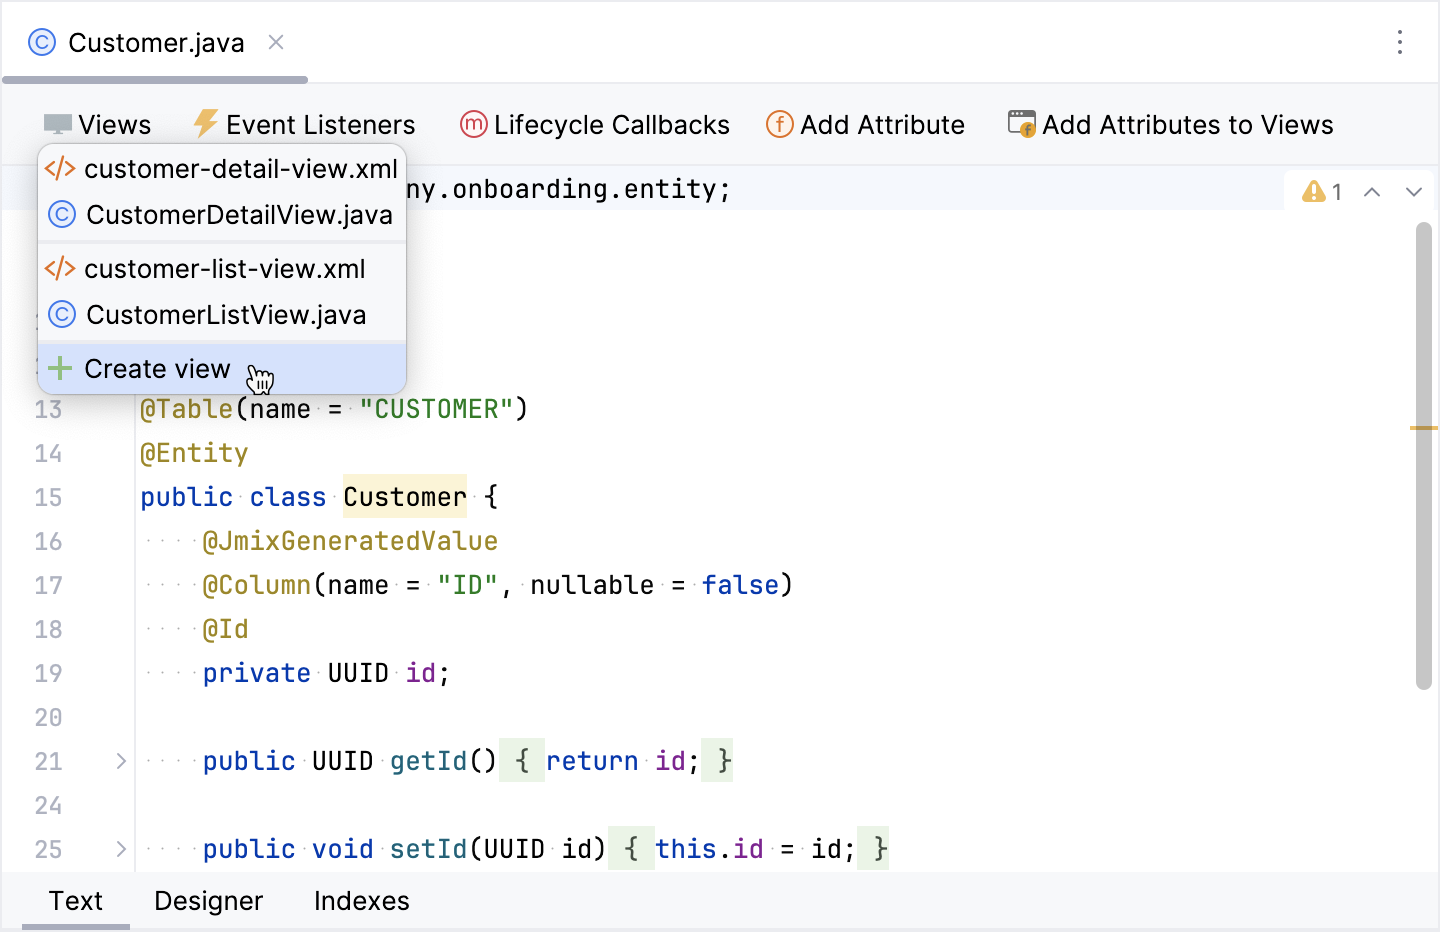 Customer.java
Views Event Listeners Lifecycle Callbacks Add Attribute Add Attributes to Views
customer-detail-view.xml
ny.onboarding.entity;
1
CustomerDetailView.java
customer-list-view.xml
CustomerListView.java
Create view
13 @Table(name = "CUSTOMER")
14 @Entity
15 public class Customer {
16 @JmixGeneratedValue
17 @Column(name = "ID", nullable = false)
18 @Id
19 private UUID id;
20
21 public UUID getId() { return id; }
24
25 public void setId(UUID id) { this.id = id; }
Text Designer Indexes